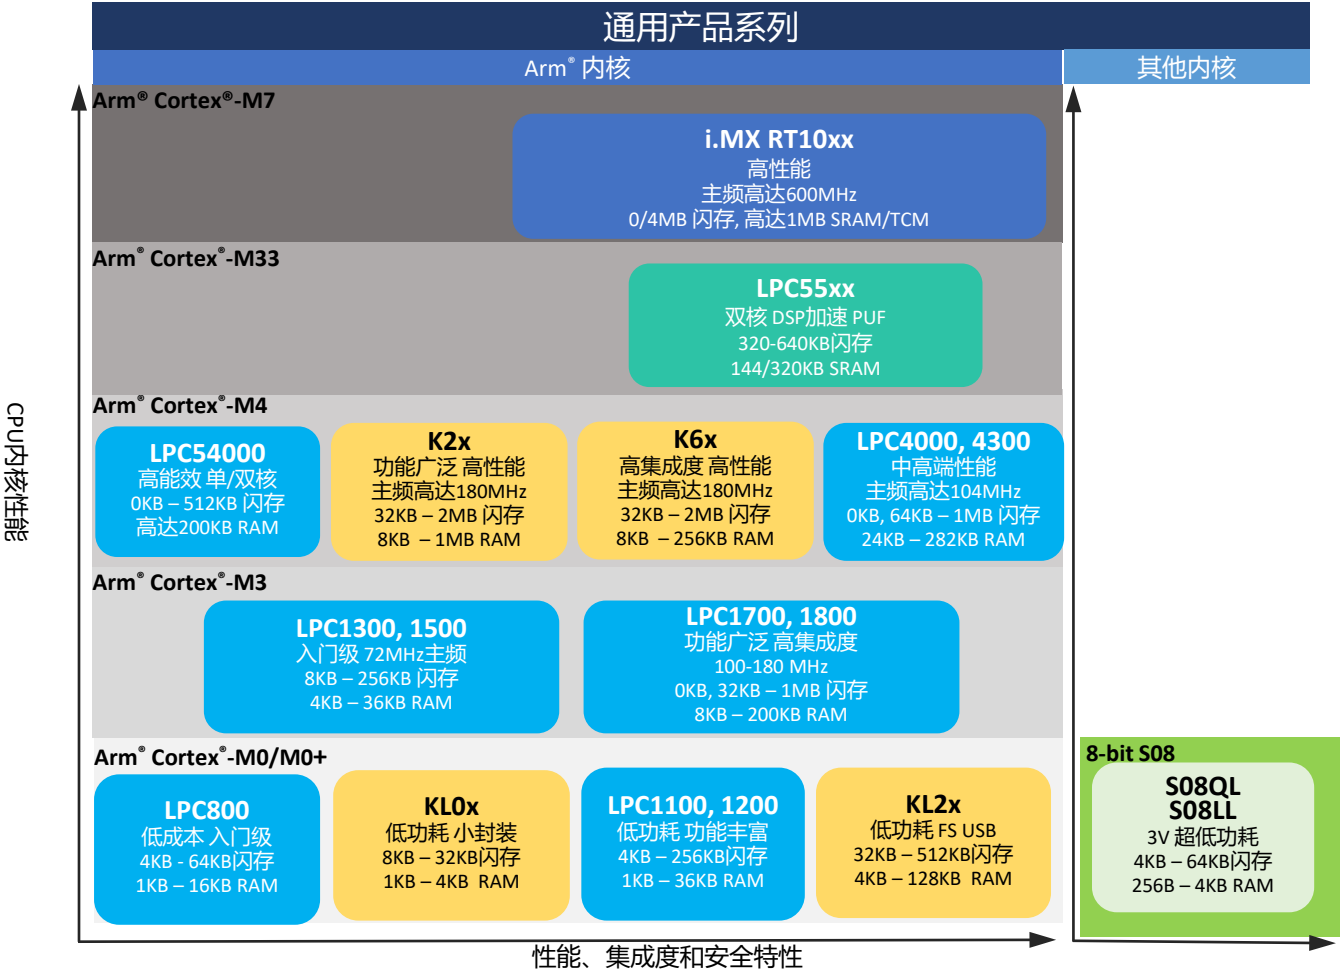 通用产品系列
Arm® 内核
其他内核
Arm® Cortex®-M7
i.MX RT10xx
高性能
主频高达600MHz
0/4MB 闪存, 高达1MB SRAM/TCM
Arm® Cortex®-M33
LPC55xx
双核 DSP加速 PUF
320-640KB闪存
144/320KB SRAM
Arm® Cortex®-M4
LPC54000
高能效 单/双核
0KB – 512KB 闪存
高达200KB RAM
K2x
功能广泛 高性能
主频高达180MHz
32KB – 2MB 闪存
8KB – 1MB RAM
K6x
高集成度 高性能
主频高达180MHz
32KB – 2MB 闪存
8KB – 256KB RAM
LPC4000, 4300
中高端性能
主频高达104MHz
0KB, 64KB – 1MB 闪存
24KB – 282KB RAM
Arm® Cortex®-M3
LPC1300, 1500
入门级 72MHz主频
8KB – 256KB 闪存
4KB – 36KB RAM
LPC1700, 1800
功能广泛 高集成度
100-180 MHz
0KB, 32KB – 1MB 闪存
8KB – 200KB RAM
Arm® Cortex®-M0/M0+
LPC800
低成本 入门级
4KB - 64KB闪存
1KB – 16KB RAM
KL0x
低功耗 小封装
8KB – 32KB闪存
1KB – 4KB RAM
LPC1100, 1200
低功耗 功能丰富
4KB – 256KB闪存
1KB – 36KB RAM
KL2x
低功耗 FS USB
32KB – 512KB闪存
4KB – 128KB RAM
8-bit S08
S08QL
S08LL
3V 超低功耗
4KB – 64KB闪存
256B – 4KB RAM
CPU内核性能
性能、集成度和安全特性